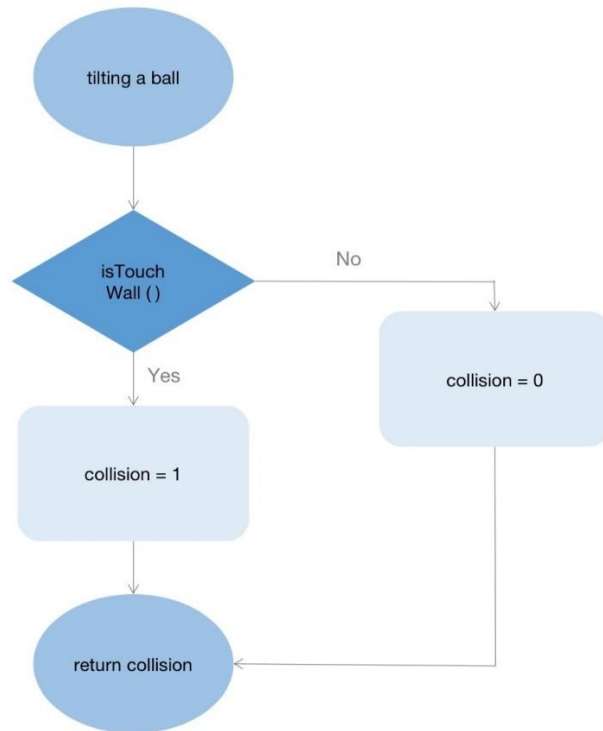 tilting a ball
isTouch
Wall ( )
No
Yes
collision = 0
collision = 1
return collision